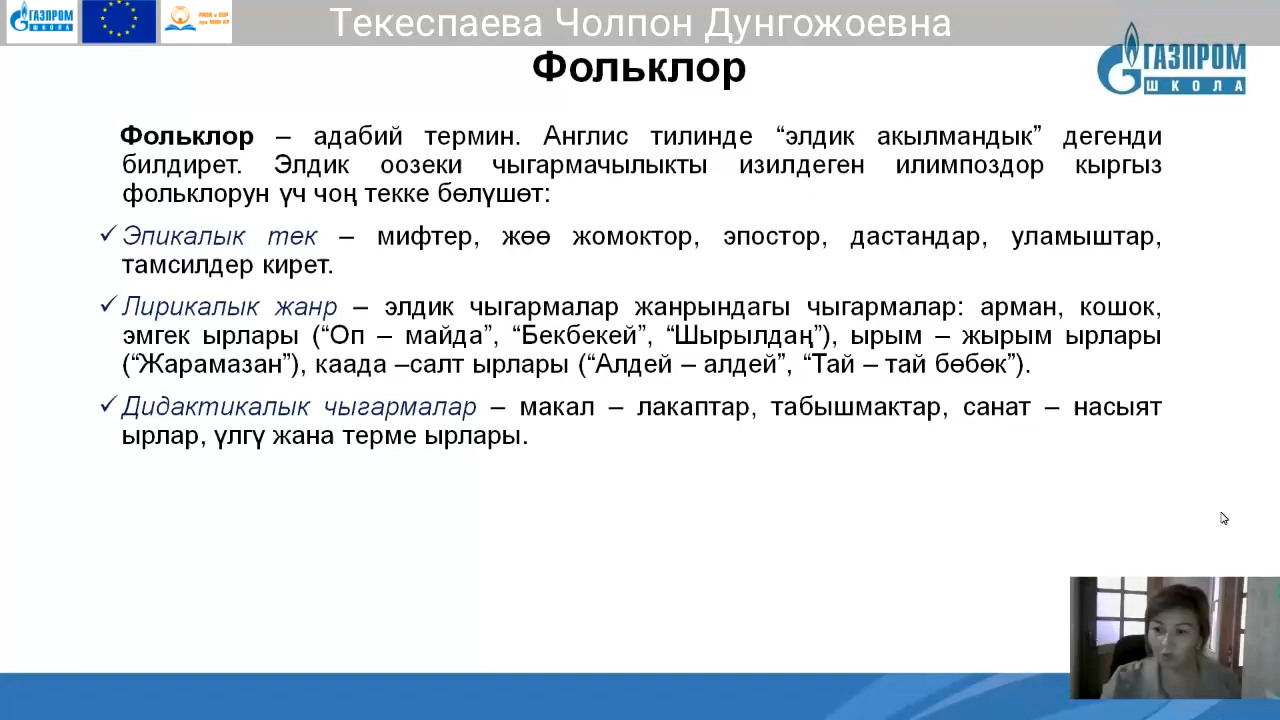 ГАЗПРОМ
ШКОЛА
Текеспаева Чолпон Дунгожоевна
ГАЗПРОМ
ШКОЛА
Фольклор
Фольклор – адабий термин. Англис тилинде “элдик акылмандык” дегенди
билдирет. Элдик оозеки чыгармачылыкты изилдеген илимпоздор кыргыз
фольклорун үч чоң текке бөлүшөт:
Эпикалык тек – мифтер, жөө жомоктор, эпостор, дастандар, уламыштар,
тамсилдер кирет.
Лирикалык жанр – элдик чыгармалар жанрындагы чыгармалар: арман, кошок,
эмгек ырлары (“Оп – майда”, “Бекбекей”, “Шырылдаң”), ырым – жырым ырлары
(“Жарамазан”), каада –салт ырлары (“Алдей – алдей”, “Тай – тай бөбөк”).
Дидактикалык чыгармалар – макал – лакаптар, табышмактар, санат – насыят
ырлар, үлгү жана терме ырлары.